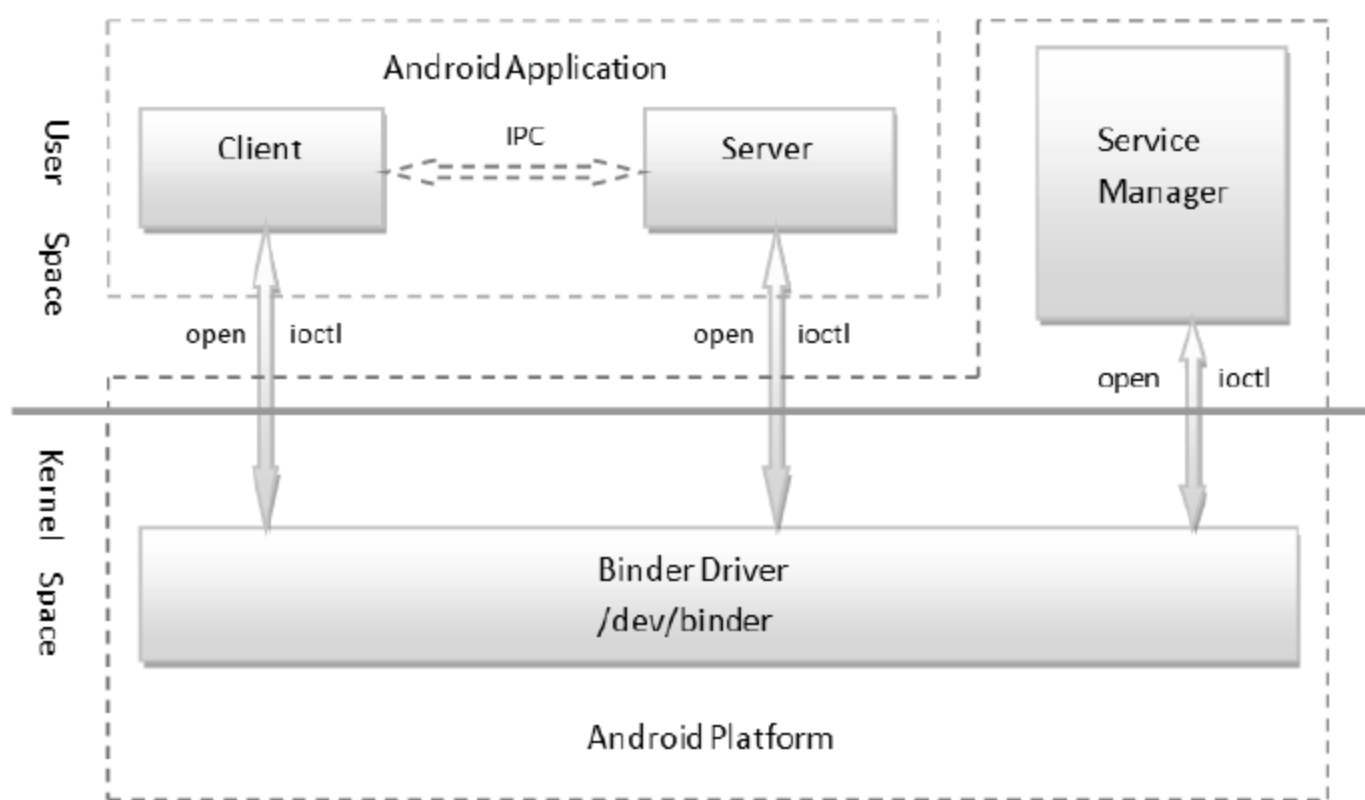 Android Application
Client
IPC
Server
Service
Manager
User Space
open ioctl
open ioctl
open ioctl
Kernel Space
Binder Driver
/dev/binder
Android Platform